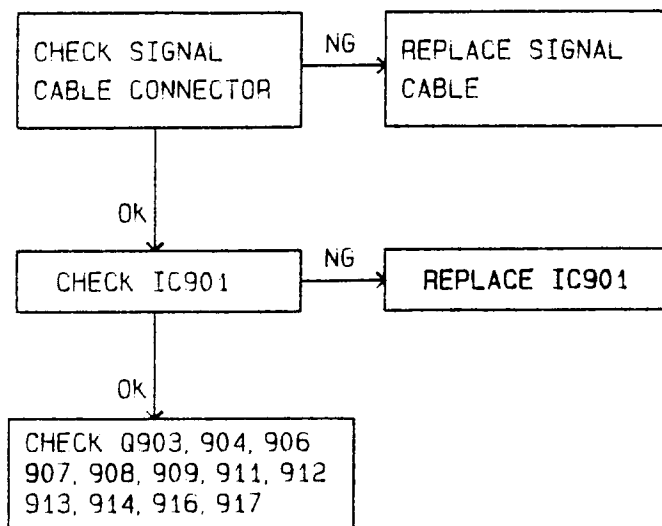 CHECK SIGNAL
CABLE CONNECTOR
NG
REPLACE SIGNAL
CABLE
OK
CHECK IC901
NG
REPLACE IC901
OK
CHECK Q903, 904, 906
907, 908, 909, 911, 912
913, 914, 916, 917